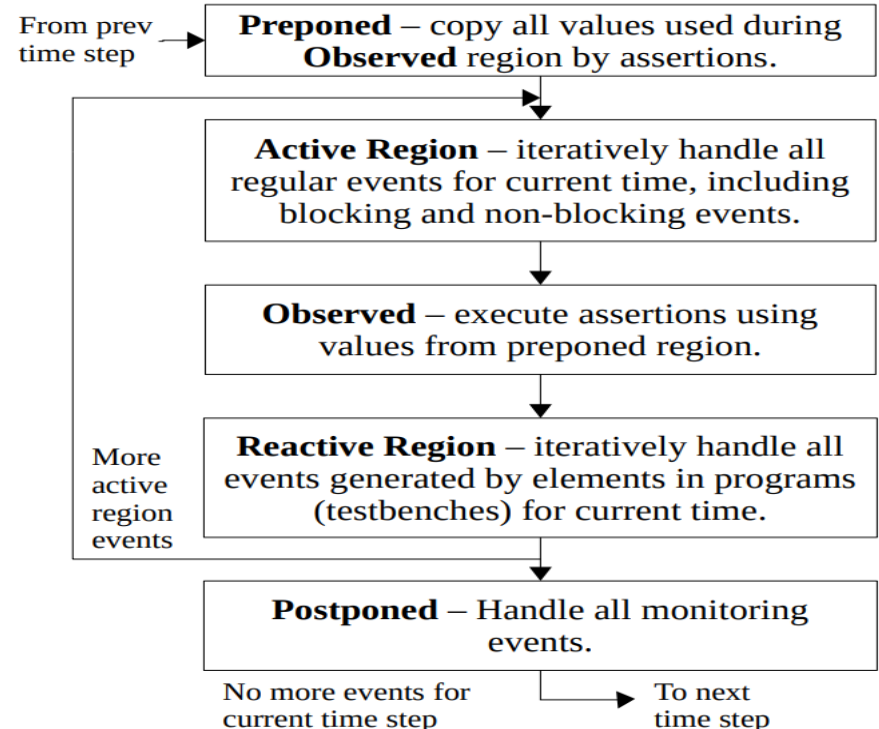 From prev
time step
Preponed – copy all values used during
Observed region by assertions.
Active Region – iteratively handle all
regular events for current time, including
blocking and non-blocking events.
Observed – execute assertions using
values from preponed region.
Reactive Region – iteratively handle all
events generated by elements in programs
(testbenches) for current time.
More
active
region
events
Postponed – Handle all monitoring
events.
No more events for
current time step
To next
time step